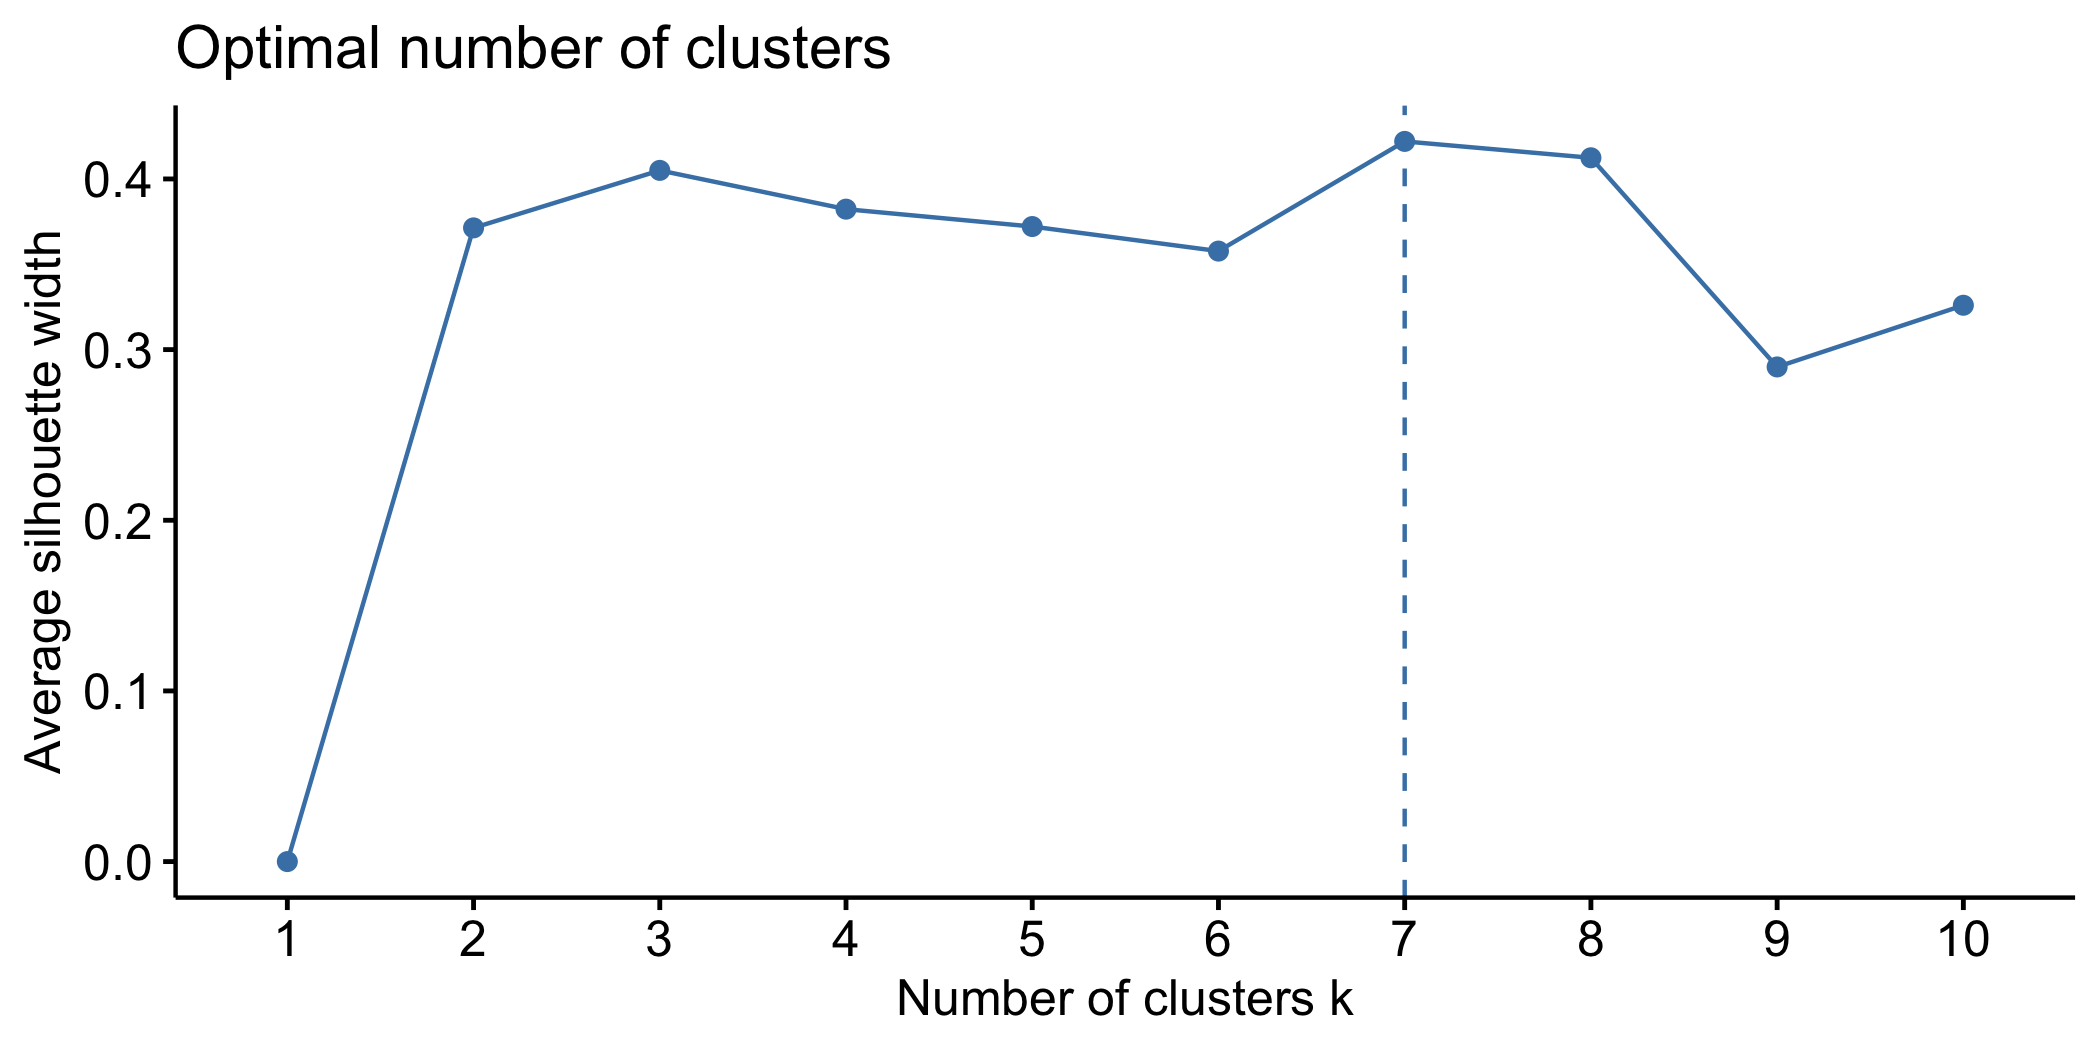 Optimal number of clusters
Average silhouette width
0.4
0.3
0.2
0.1
0.0
1 2 3 4 5 6 7 8 9 10
Number of clusters k